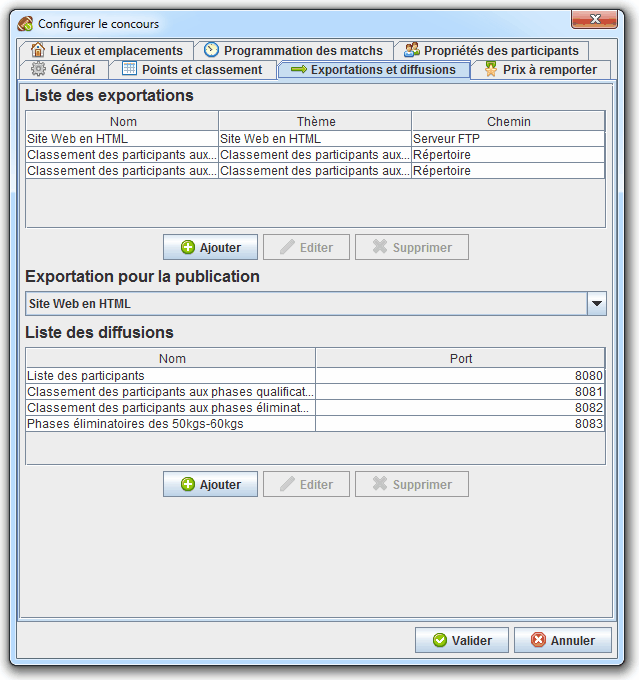 Configurer le concours
Lieux et emplacements Programmation des matchs Propriétés des participants
Général Points et classement Exportations et diffusions Prix à remporter
Liste des exportations
Nom Thème Chemin
Site Web en HTML Site Web en HTML Serveur FTP
Classement des participants aux... Classement des participants aux... Répertoire
Classement des participants aux... Classement des participants aux... Répertoire
Ajouter Editer Supprimer
Exportation pour la publication
Site Web en HTML
Liste des diffusions
Nom Port
Liste des participants 8080
Classement des participants aux phases qualificat... 8081
Classement des participants aux phases éliminat... 8082
Phases éliminatoires des 50kgs-60kgs 8083
Ajouter Editer Supprimer
Valider Annuler